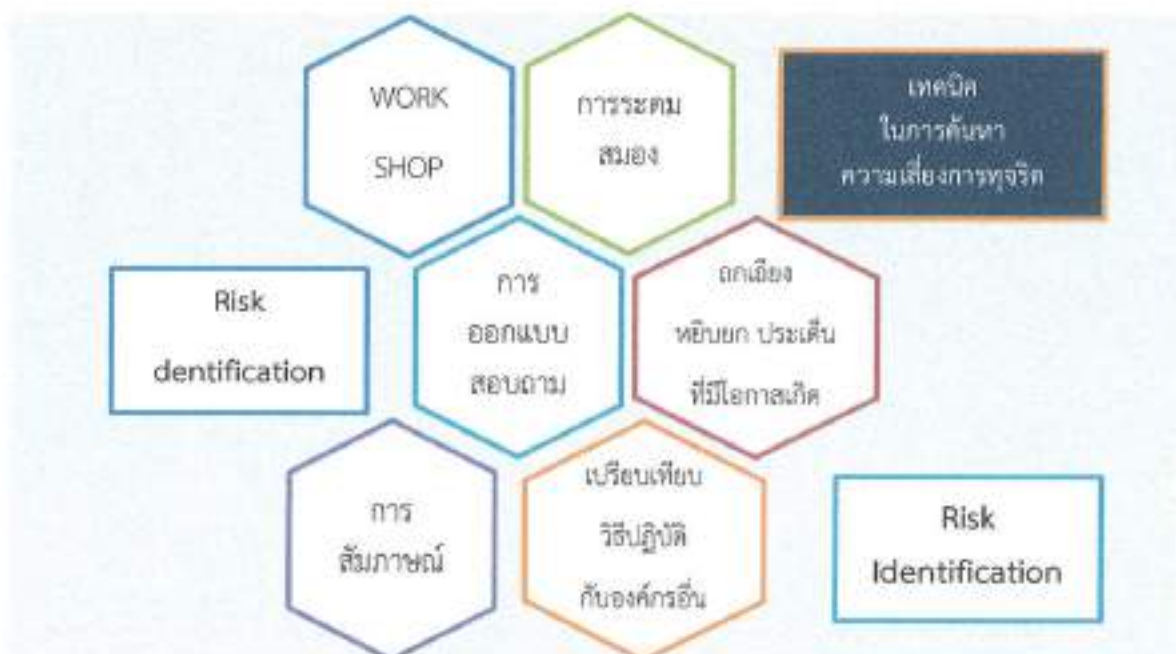 WORK
SHOP
การระดม
สมอง
เทคนิค
ในการค้นหา
ความเสี่ยงการทุจริต
Risk
dentification
การ
ออกแบบ
สอบถาม
ถกเถียง
หยิบยก ประเด็น
ที่มีโอกาสเกิด
การ
สัมภาษณ์
เปรียบเทียบ
วิธีปฏิบัติ
กับองค์กรอื่น
Risk
Identification